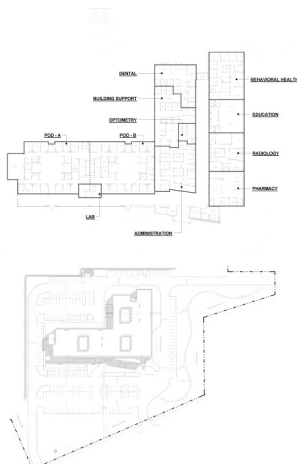 DENTAL
BEHAVIORAL HEALTH
BUILDING SUPPORT
OPTOMETRY
EDUCATION
POD - A
POD - B
RADIOLOGY
PHARMACY
LAB
ADMINISTRATION